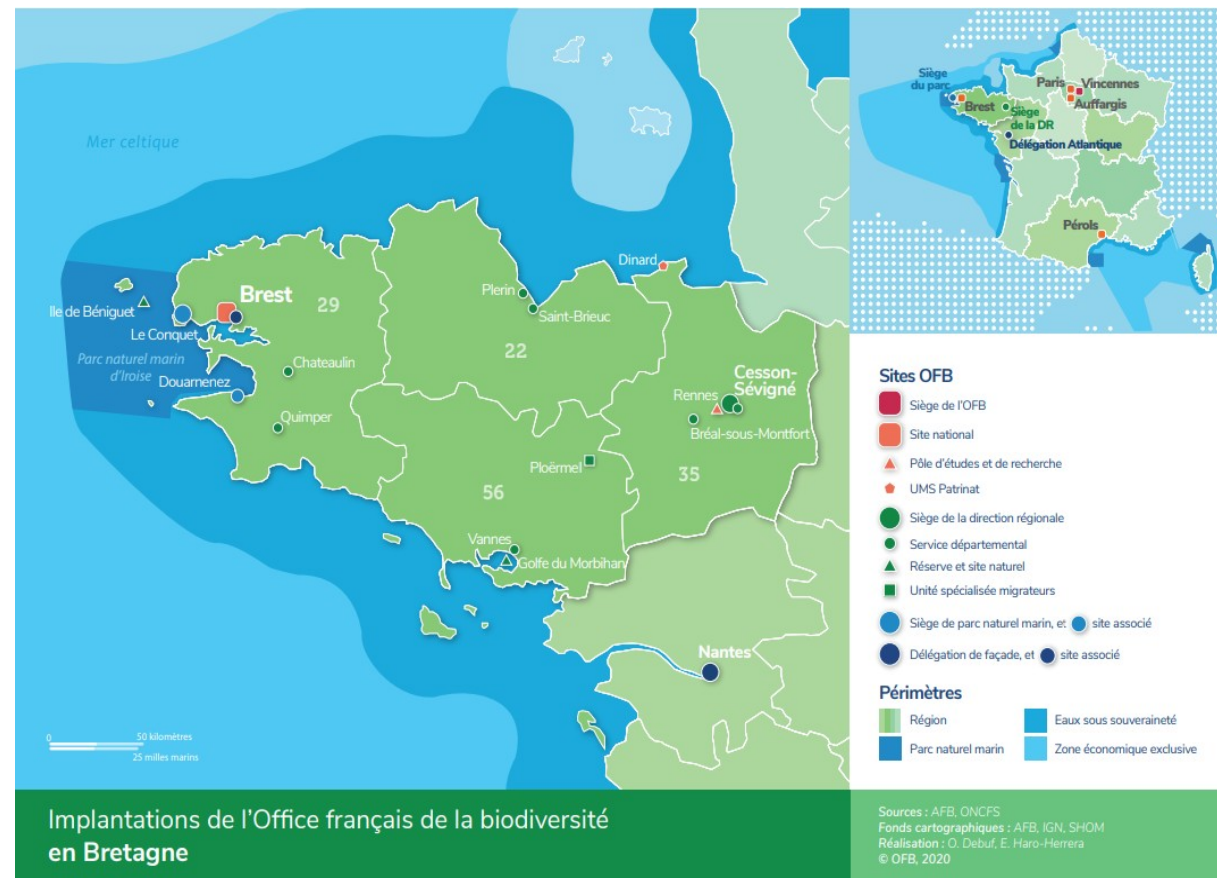 Mer celtique
Dinard
Plerin
Saint-Brieuc
Brest
29
Ile de Béniguet
Le Conquet
22
Parc naturel marin
d'Iroise
Chateaulin
Douarnenez
Cesson-
Sévigné
Rennes
Quimper
Bréal-sous-Montfort
Ploërmel
35
56
Vannes
Golfe du Morbihan
Nantes
0
50 kilomètres
25 milles marins
Siège
du parc
Brest
Paris
Vincennes
Auffargis
Siège
de la DR
Délégation Atlantique
Pérols
Sites OFB
Siège de l'OFB
Site national
Pôle d'études et de recherche
UMS Patrinat
Siège de la direction régionale
Service départemental
Réserve et site naturel
Unité spécialisée migrateurs
Siège de parc naturel marin, et site associé
Délégation de façade, et site associé
Périmètres
Région
Eaux sous souveraineté
Parc naturel marin
Zone économique exclusive
Implantations de l'Office français de la biodiversité
en Bretagne
Sources : AFB, ONCFS
Fonds cartographiques : AFB, IGN, SHOM
Réalisation : O. Debuf, E. Haro-Herrera
© OFB, 2020